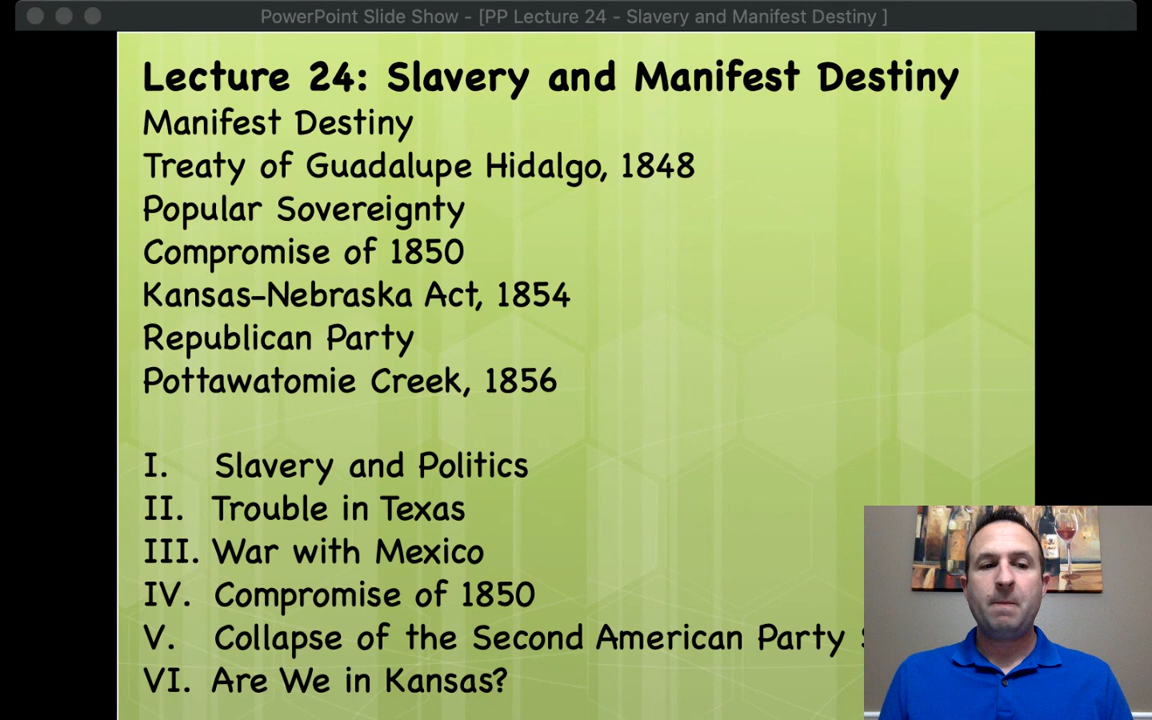 PowerPoint Slide Show - [PP Lecture 24 - Slavery and Manifest Destiny ]
Lecture 24: Slavery and Manifest Destiny
Manifest Destiny
Treaty of Guadalupe Hidalgo, 1848
Popular Sovereignty
Compromise of 1850
Kansas-Nebraska Act, 1854
Republican Party
Pottawatomie Creek, 1856
I. Slavery and Politics
II. Trouble in Texas
III. War with Mexico
IV. Compromise of 1850
V. Collapse of the Second American Party
VI. Are We in Kansas?